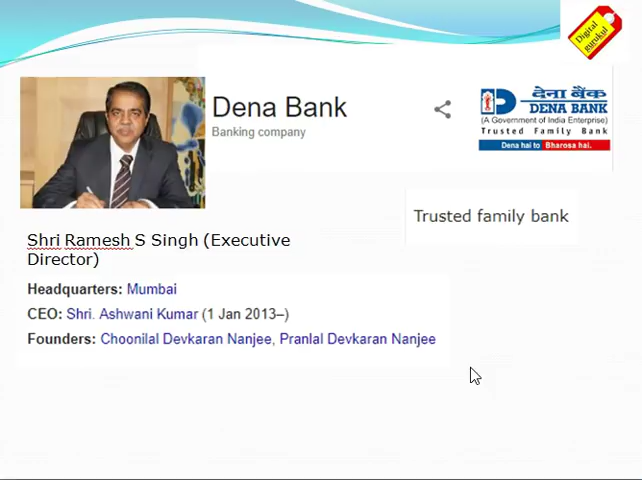 Digital
gurukul
Dena Bank
Banking company
देना बैंक
DENA BANK
(A Government of India Enterprise)
Trusted Family Bank
Dena hai to Bharosa hai.
Trusted family bank
Shri Ramesh S Singh (Executive
Director)
Headquarters: Mumbai
CEO: Shri. Ashwani Kumar (1 Jan 2013–)
Founders: Choonilal Devkaran Nanjee, Pranlal Devkaran Nanjee